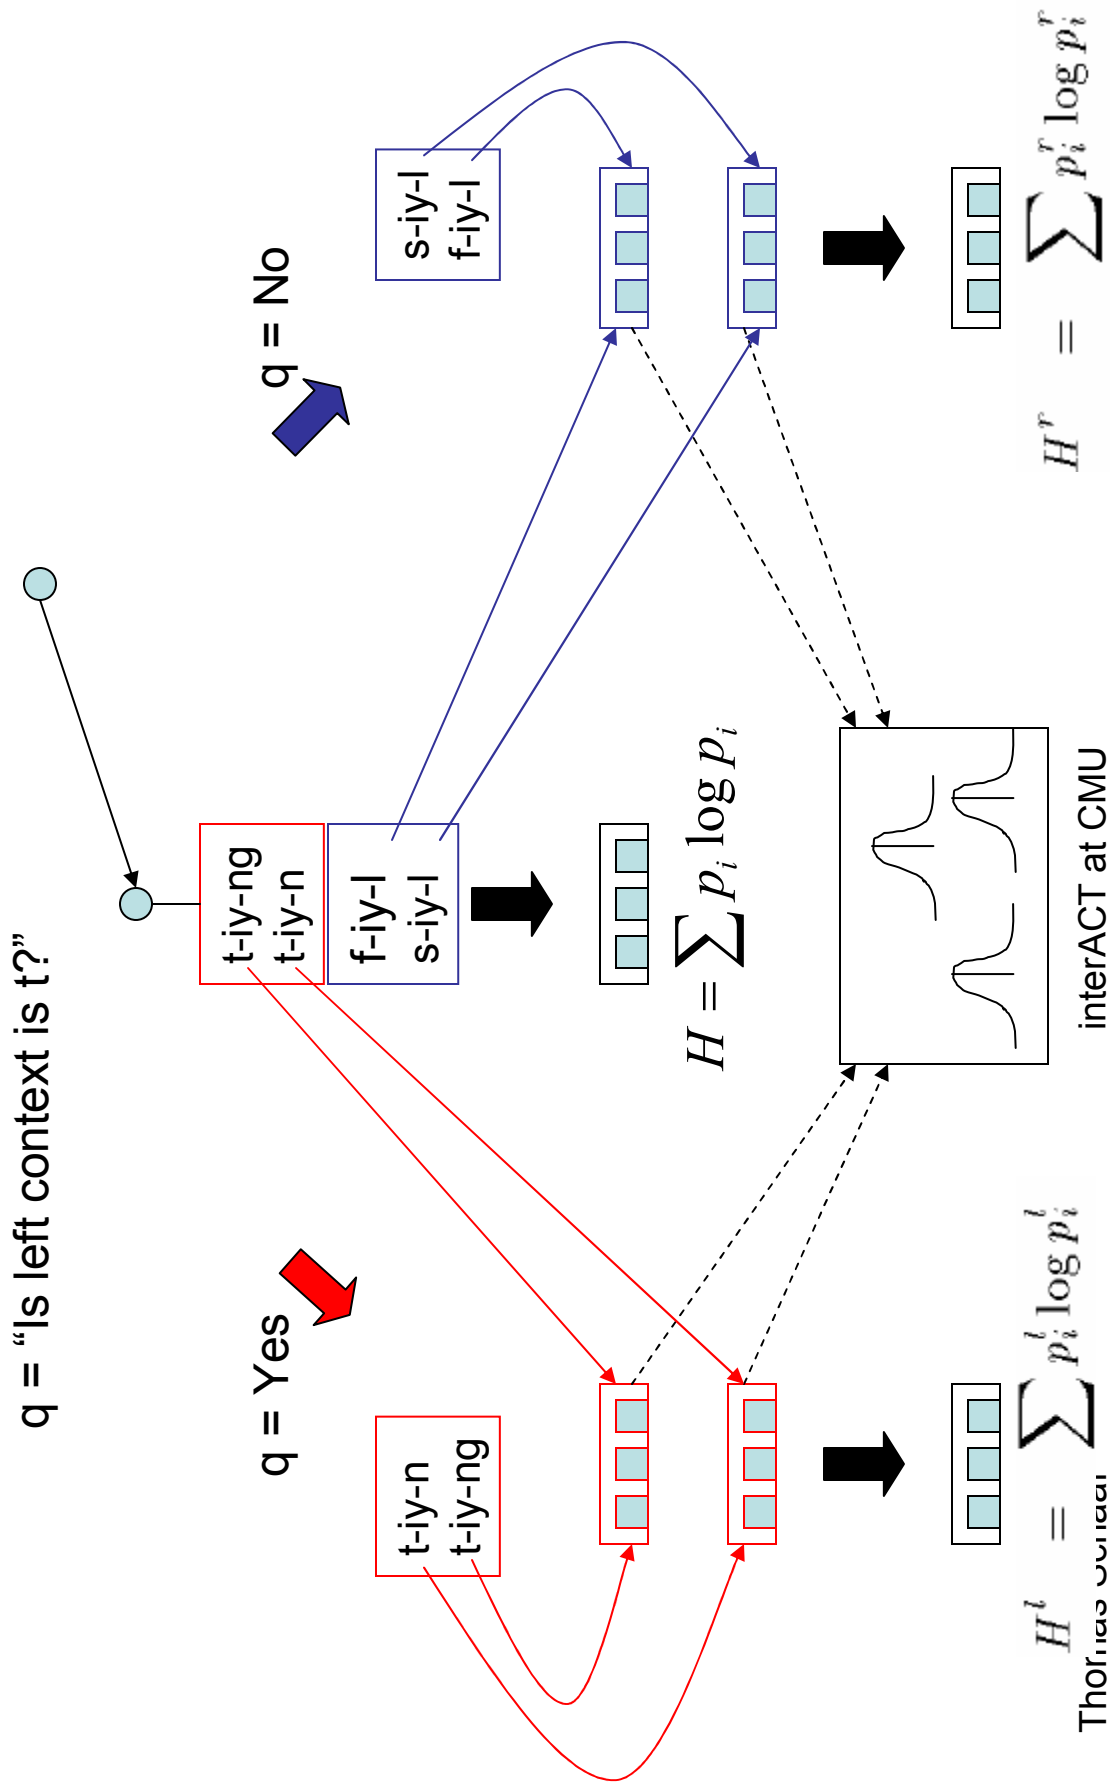 q = “Is left context is t?”
q = Yes
q = No
t-iy-ng
t-iy-n
f-iy-l
s-iy-l
t-iy-n
t-iy-ng
s-iy-l
f-iy-l
H = ∑ p_i log p_i
H^l = ∑ p_i^l log p_i^l
H^r = ∑ p_i^r log p_i^r
Thomas
interACT at CMU